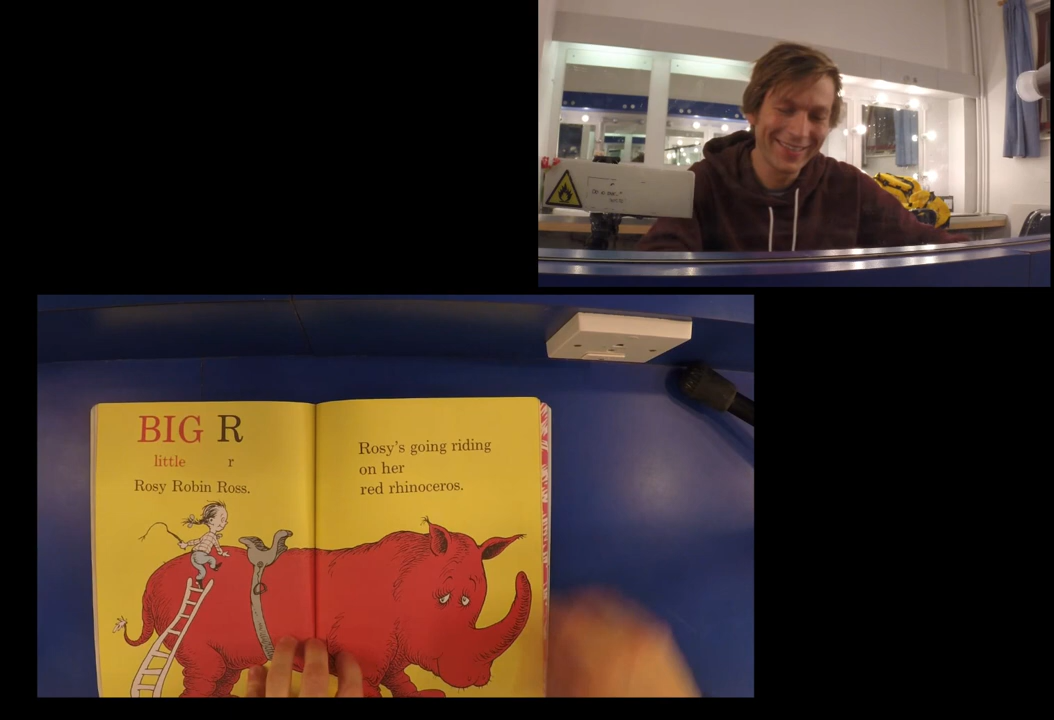 BIG R
little r
Rosy Robin Ross.
Rosy's going riding
on her
red rhinoceros.